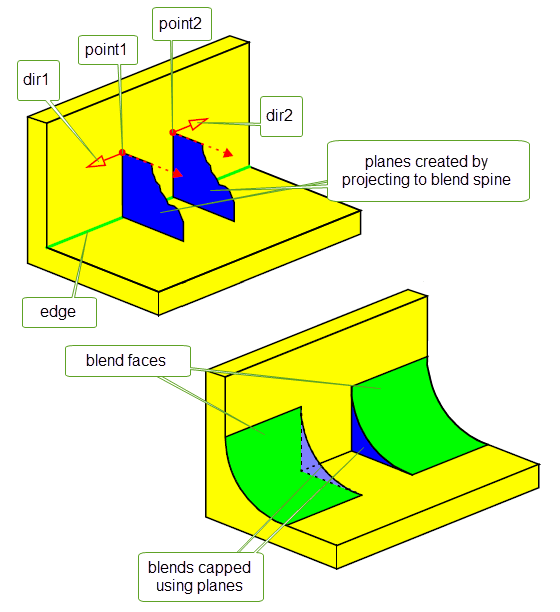 point2
point1
dir1
dir2
planes created by
projecting to blend spine
edge
blend faces
blends capped
using planes